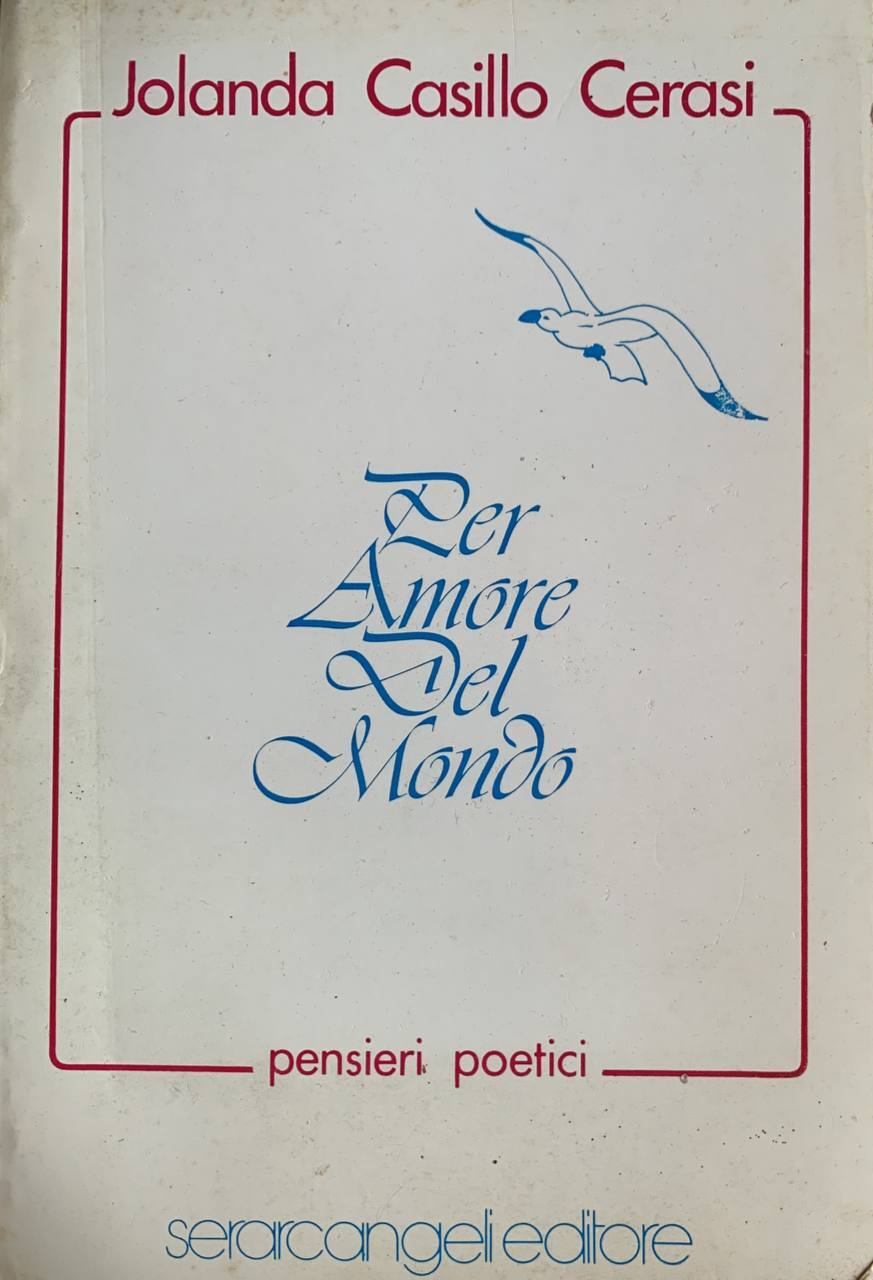 Jolanda Casillo Cerasi
Per
Amore
Del
Mondo
pensieri poetici
serarcangeli editore